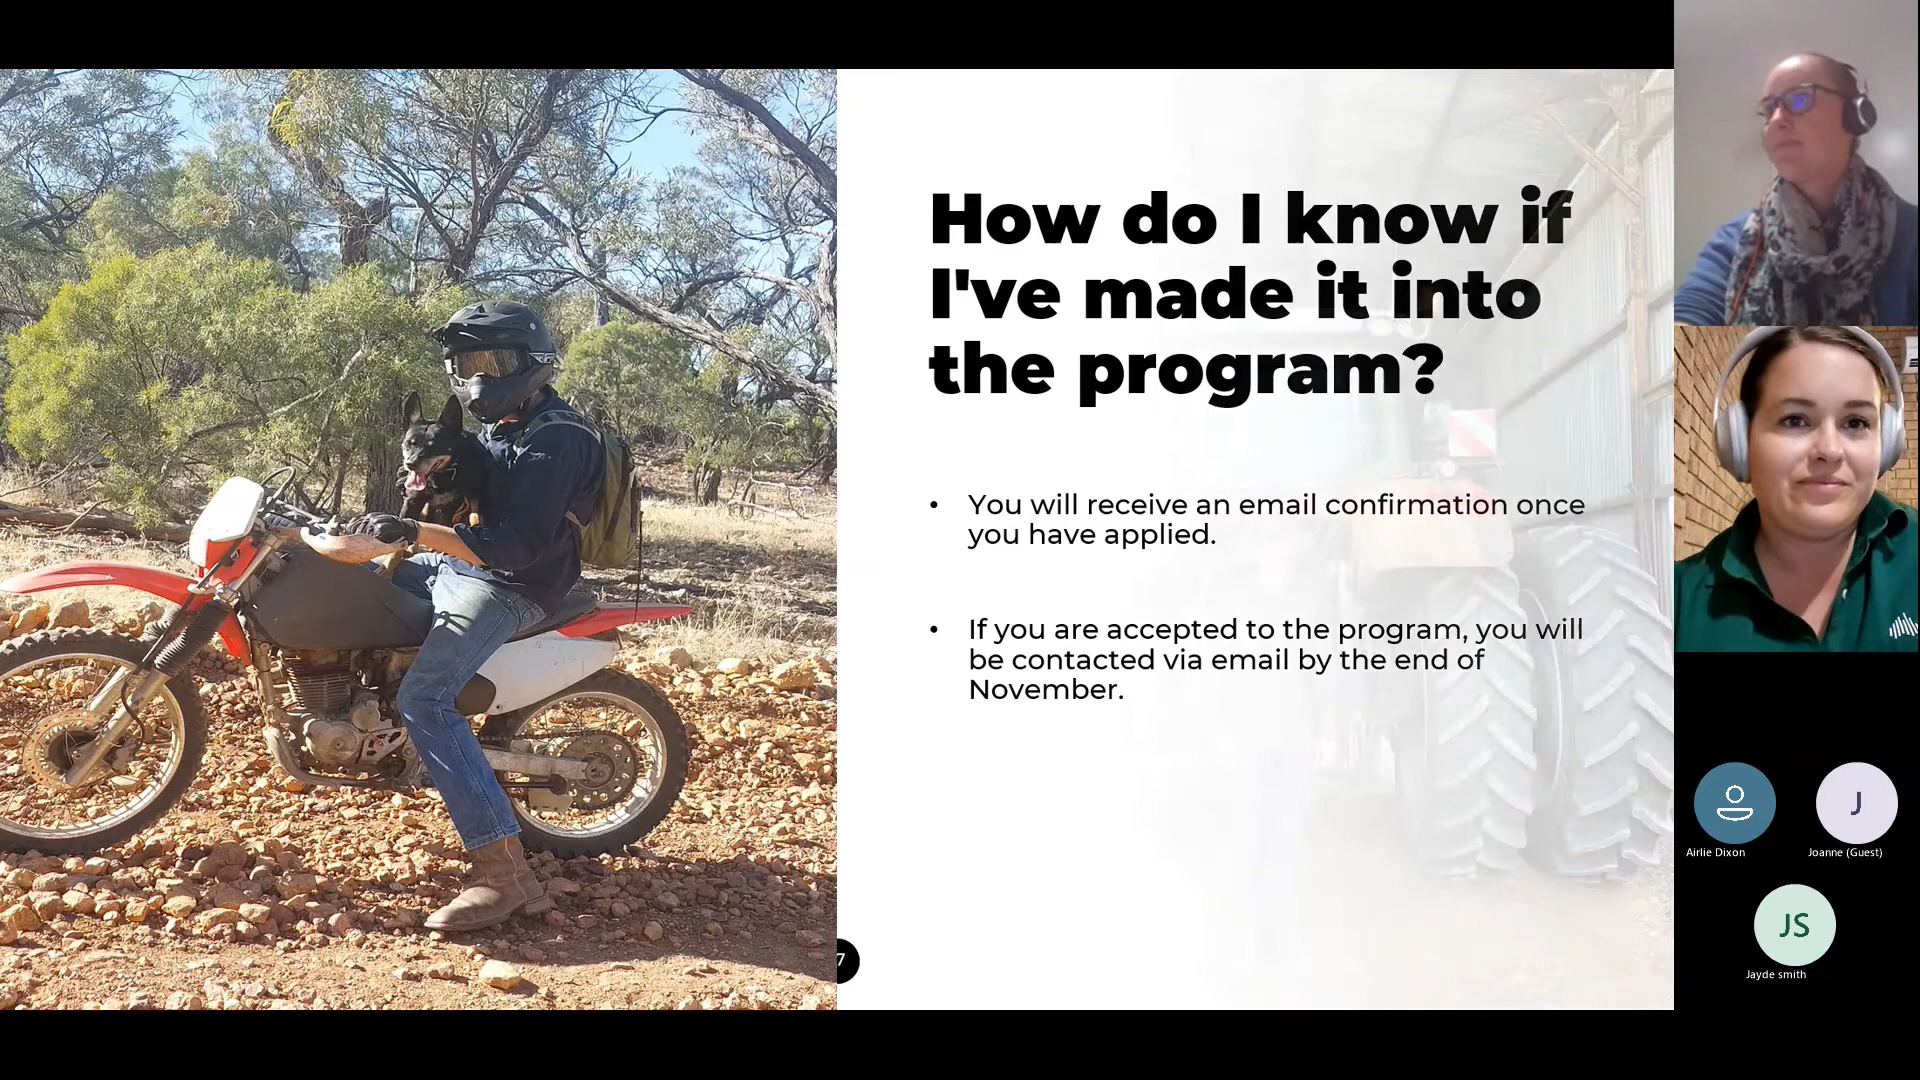 How do I know if
I've made it into
the program?
• You will receive an email confirmation once
you have applied.
• If you are accepted to the program, you will
be contacted via email by the end of
November.
7
Airlie Dixon
J
Joanne (Guest)
JS
Jayde smith